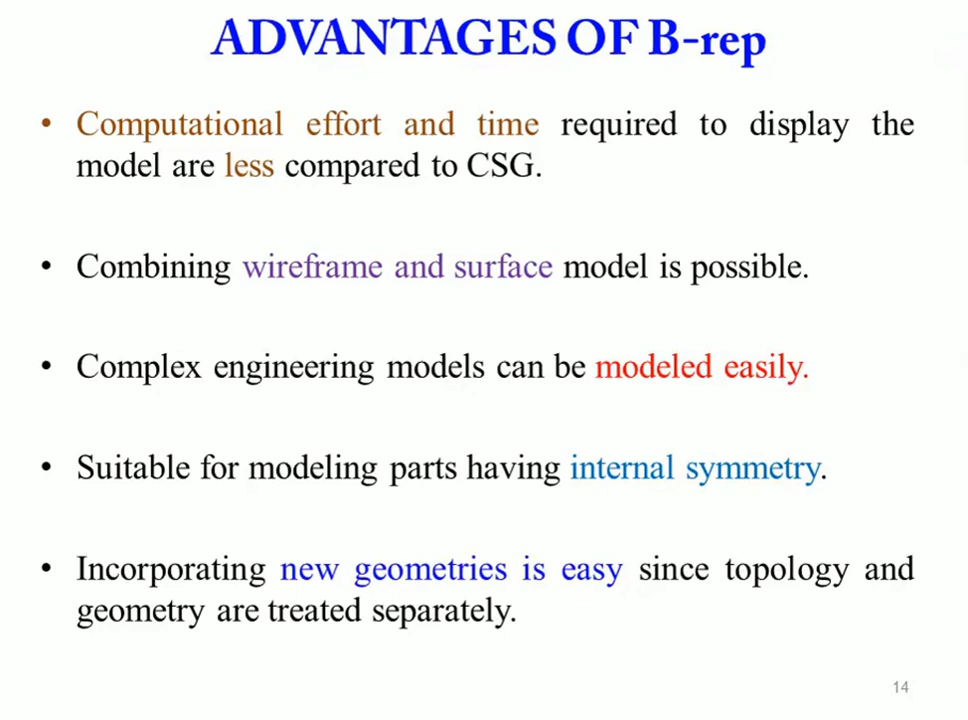 ADVANTAGES OF B-rep
• Computational effort and time required to display the
model are less compared to CSG.
• Combining wireframe and surface model is possible.
• Complex engineering models can be modeled easily.
• Suitable for modeling parts having internal symmetry.
• Incorporating new geometries is easy since topology and
geometry are treated separately.
14